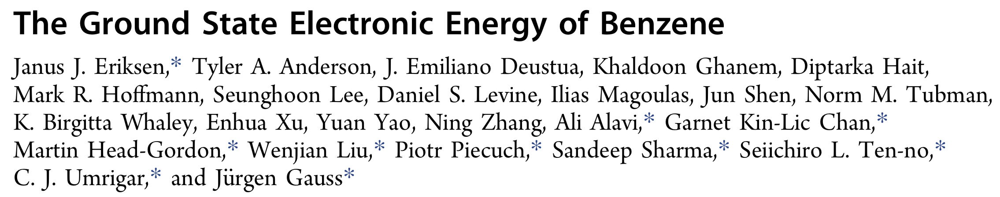 The Ground State Electronic Energy of Benzene
Janus J. Eriksen,* Tyler A. Anderson, J. Emiliano Deustua, Khaldoon Ghanem, Diptarka Hait,
Mark R. Hoffmann, Seunghoon Lee, Daniel S. Levine, Ilias Magoulas, Jun Shen, Norm M. Tubman,
K. Birgitta Whaley, Enhua Xu, Yuan Yao, Ning Zhang, Ali Alavi,* Garnet Kin-Lic Chan,*
Martin Head-Gordon,* Wenjian Liu,* Piotr Piecuch,* Sandeep Sharma,* Seiichiro L. Ten-no,*
C. J. Umrigar,* and Jürgen Gauss*